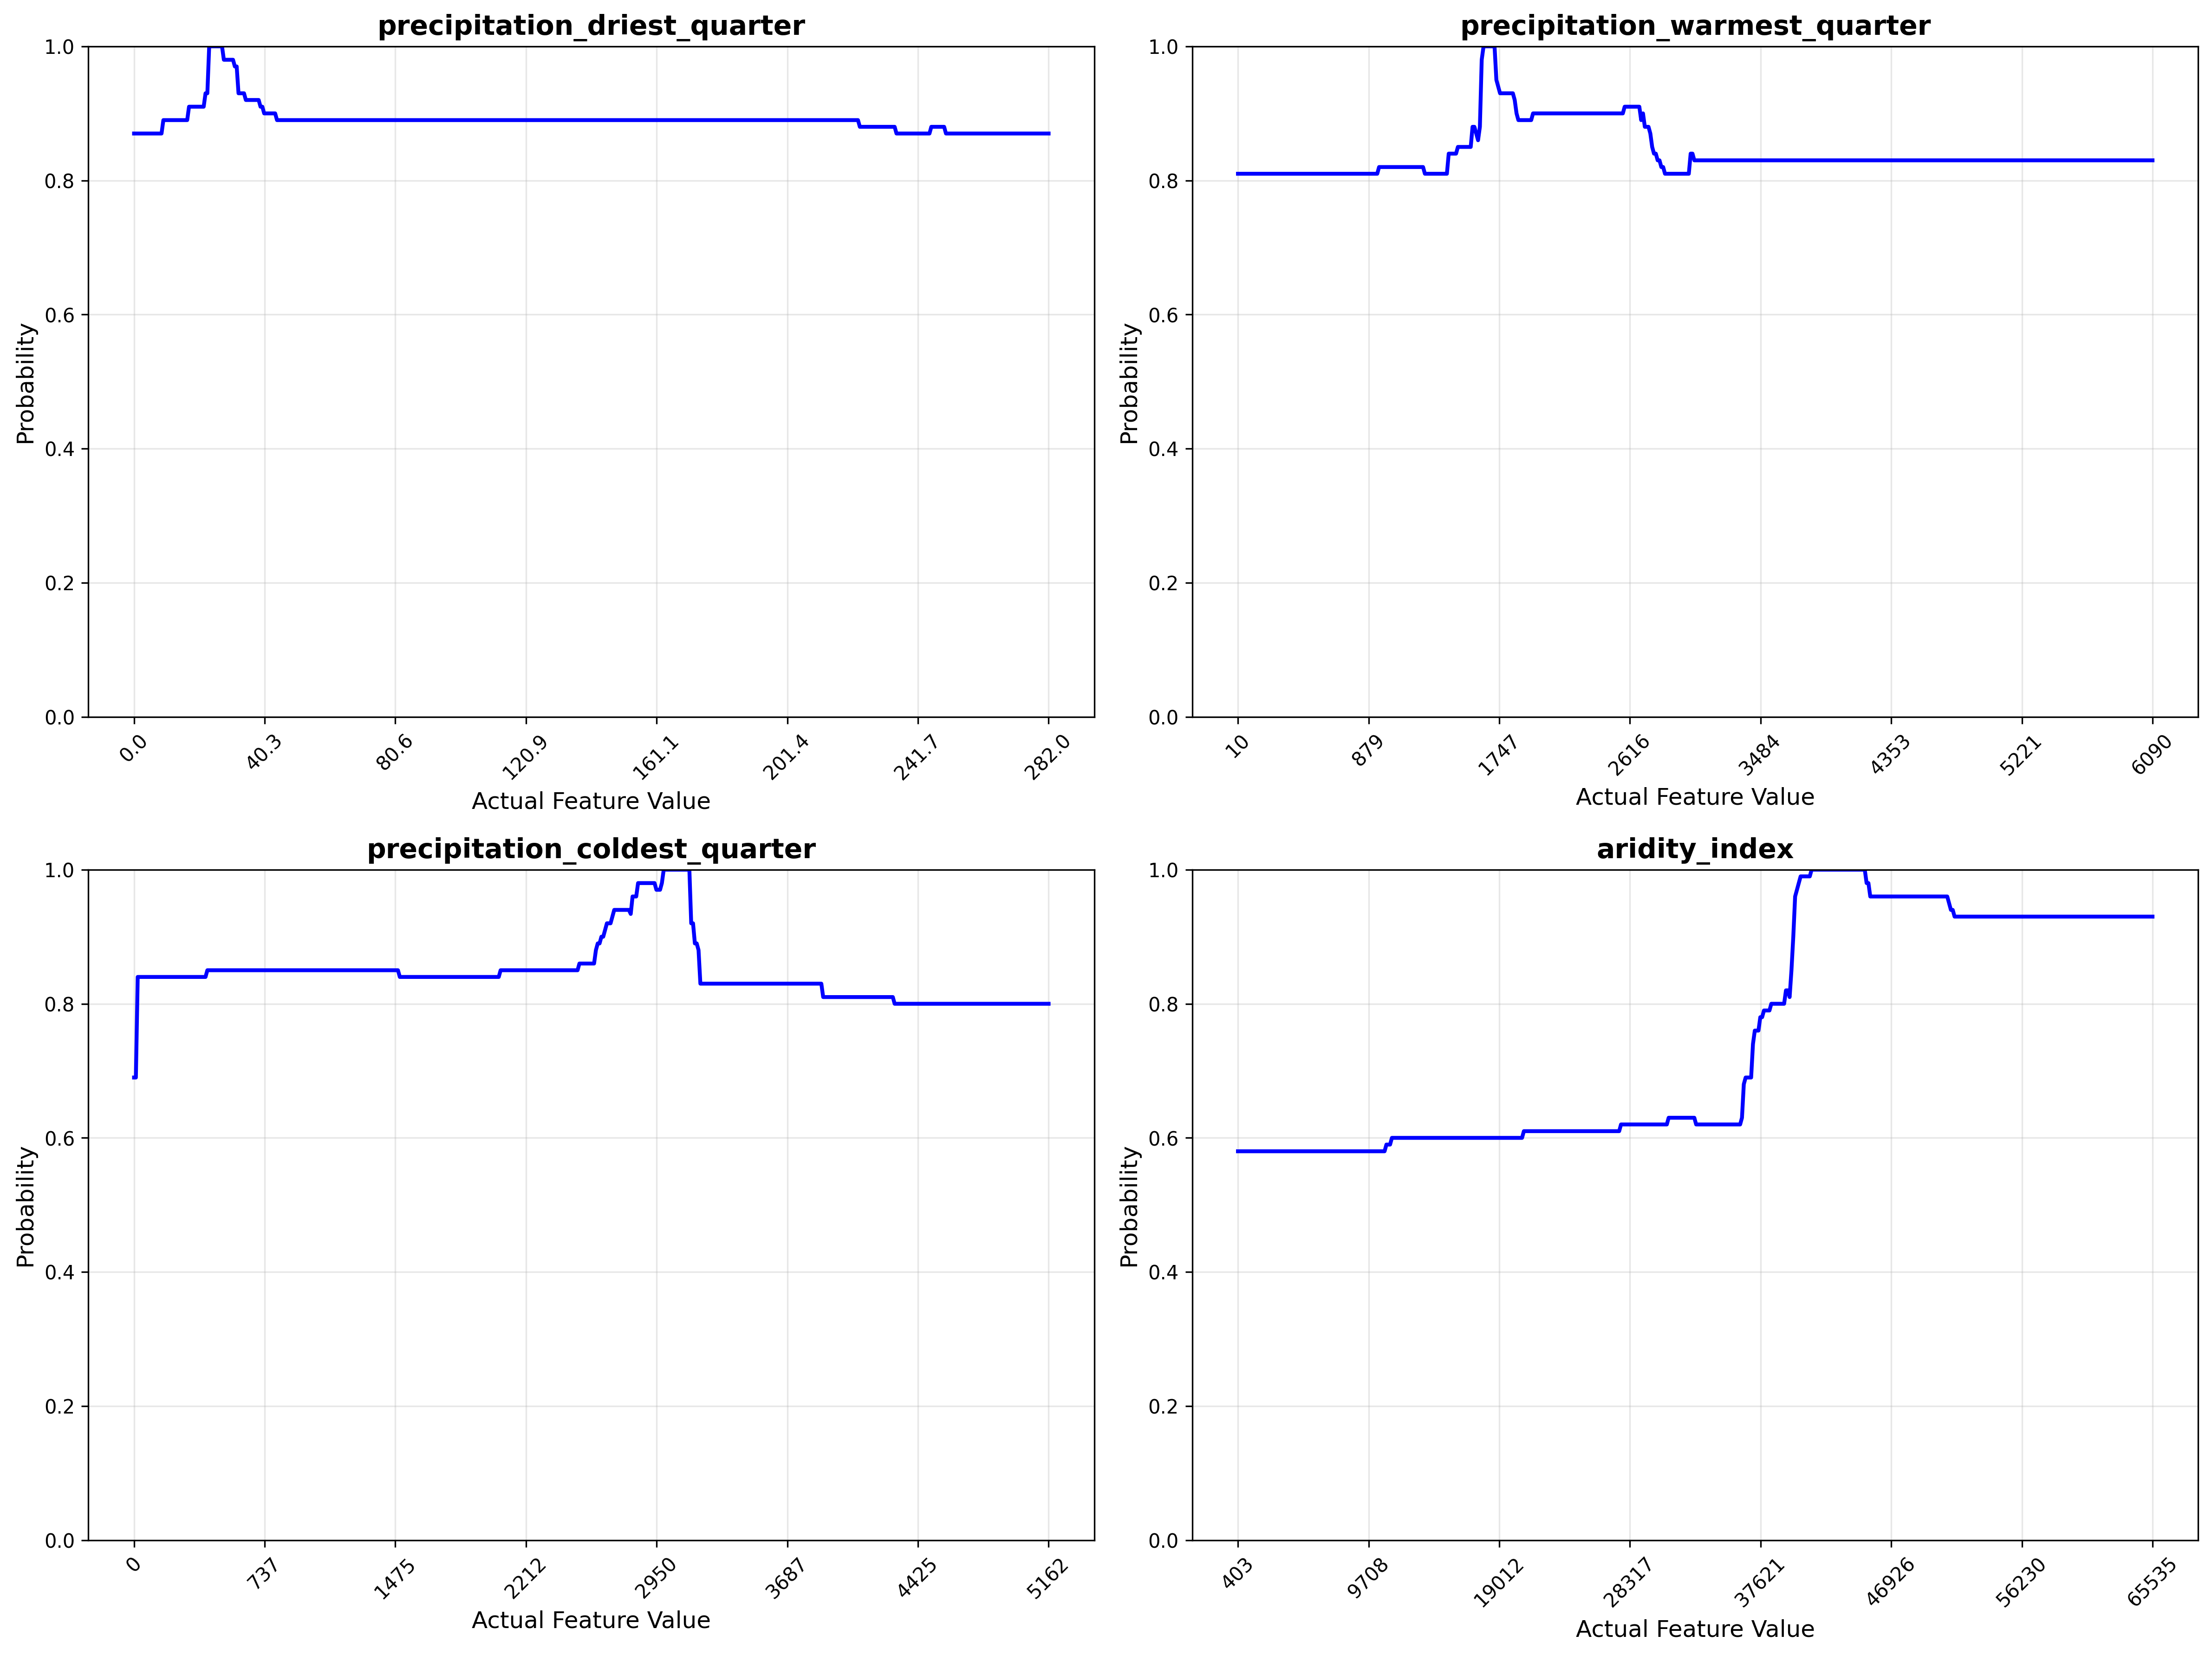 precipitation_driest_quarter
1.0
0.8
0.6
0.4
0.2
0.0
Probability
0.0 40.3 80.6 120.9 161.1 201.4 241.7 282.0
Actual Feature Value
precipitation_warmest_quarter
1.0
0.8
0.6
0.4
0.2
0.0
Probability
10 879 1747 2616 3484 4353 5221 6090
Actual Feature Value
precipitation_coldest_quarter
1.0
0.8
0.6
0.4
0.2
0.0
Probability
0 737 1475 2212 2950 3687 4425 5162
Actual Feature Value
aridity_index
1.0
0.8
0.6
0.4
0.2
0.0
Probability
403 9708 19012 28317 37621 46926 56230 65535
Actual Feature Value